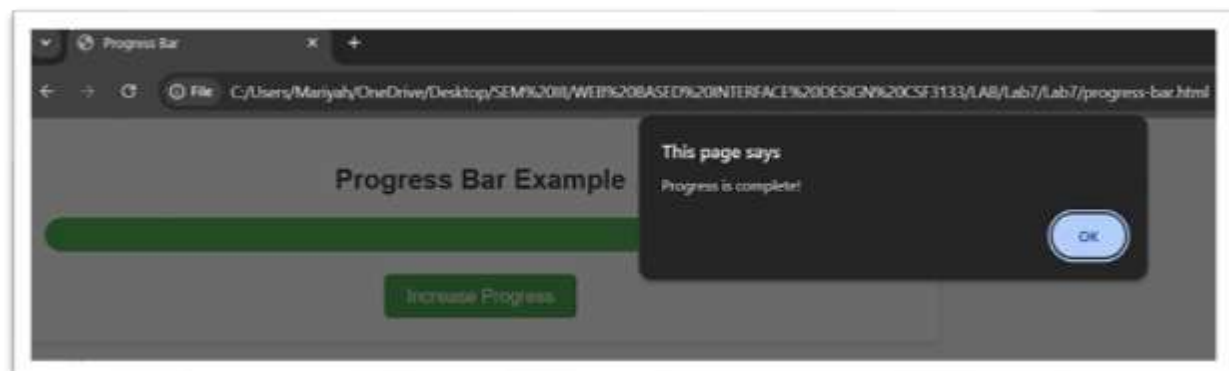 Progress Bar
File C:/Users/Mariyah/OneDrive/Desktop/SEM%20III/WEB%20BASED%20INTERFACE%20DESIGN%20CSF3133/LAB/Lab7/Lab7/progress-bar.html
This page says
Progress is complete!
OK
Progress Bar Example
Increase Progress